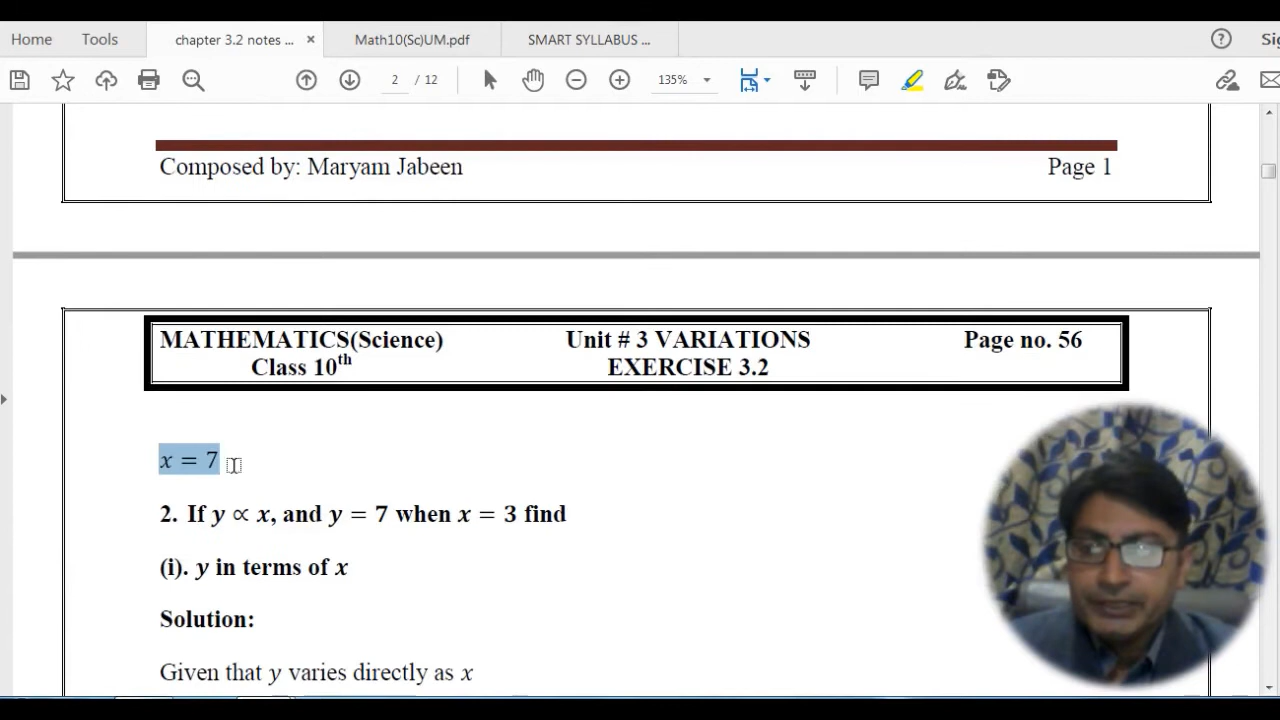 Home Tools chapter 3.2 notes ... × Math10(Sc)UM.pdf SMART SYLLABUS ... ?
2 / 12 135%
Composed by: Maryam Jabeen Page 1
MATHEMATICS(Science) Unit # 3 VARIATIONS Page no. 56
Class 10th EXERCISE 3.2
x = 7
2. If y ∝ x, and y = 7 when x = 3 find
(i). y in terms of x
Solution:
Given that y varies directly as x